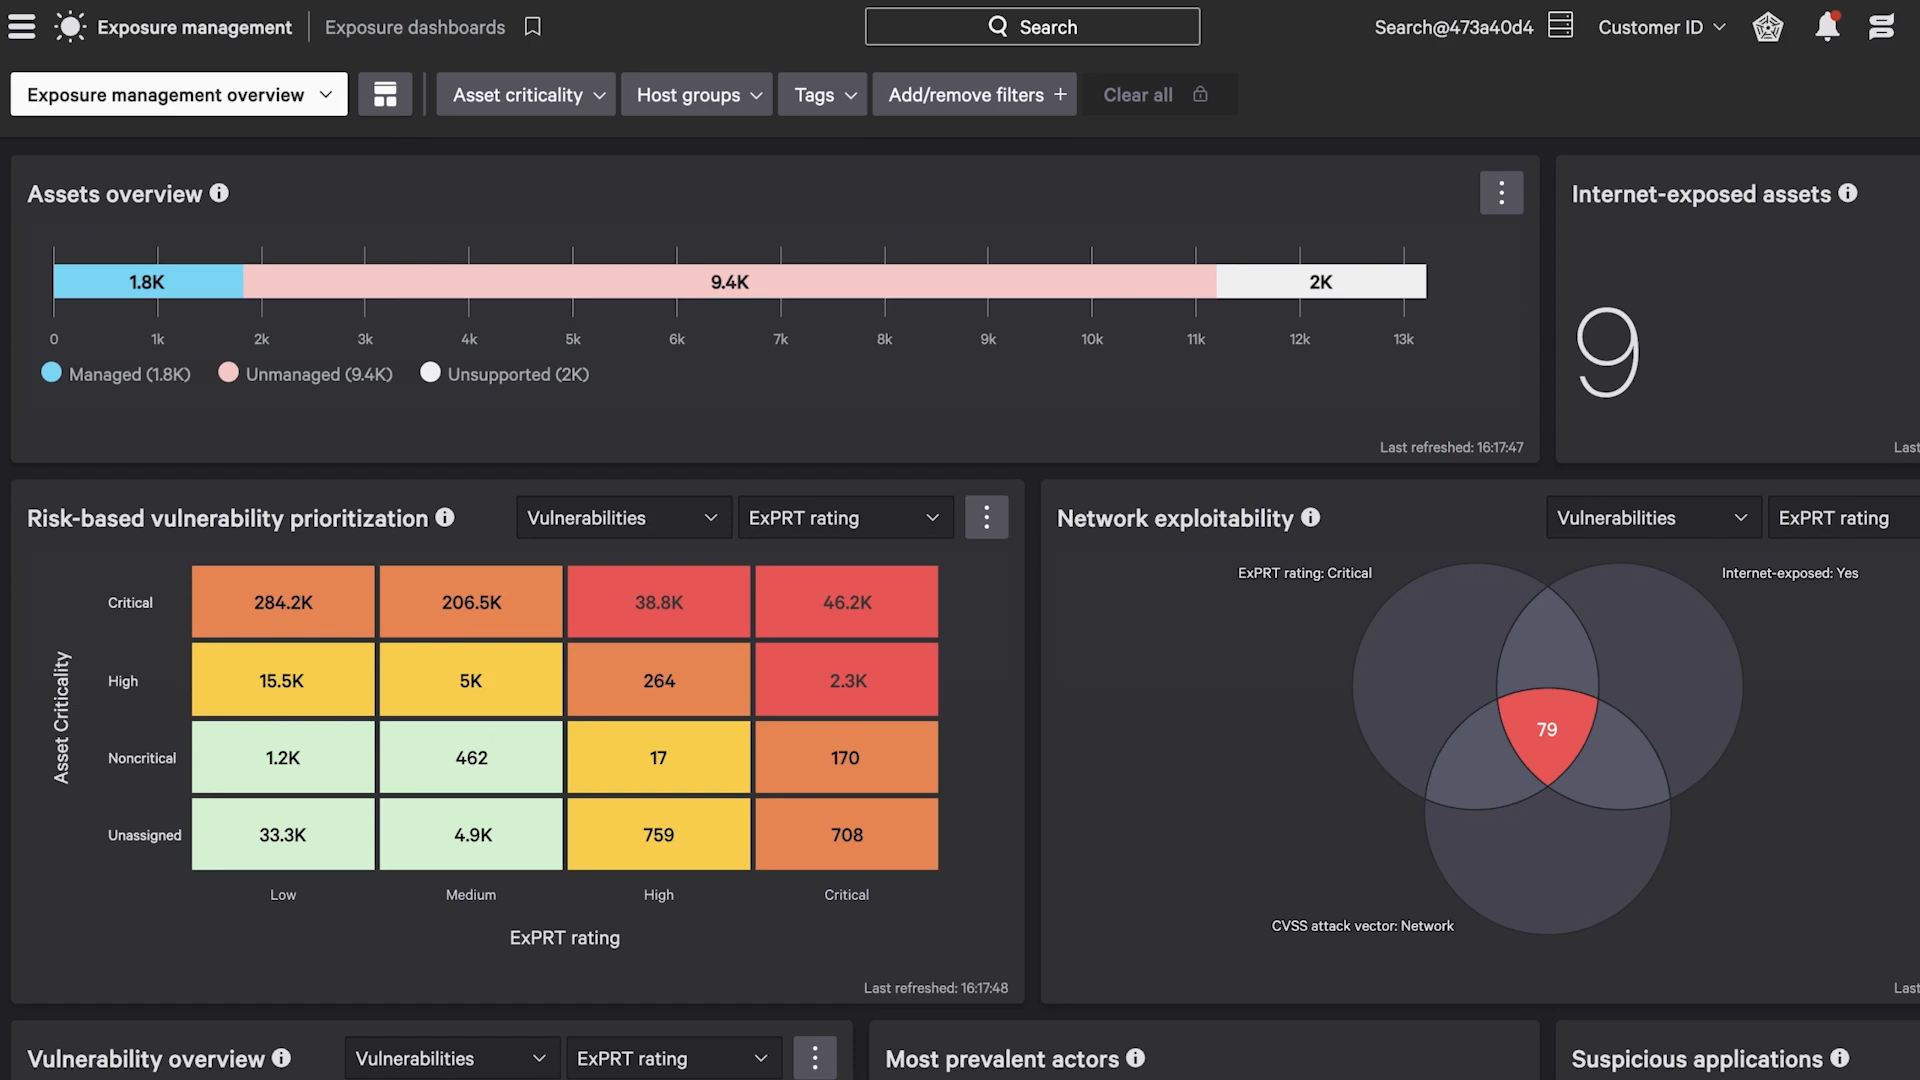 Exposure management
Exposure dashboards
Search
Search@473a40d4
Customer ID
Exposure management overview
Asset criticality
Host groups
Tags
Add/remove filters +
Clear all
Assets overview
1.8K
9.4K
2K
0 1k 2k 3k 4k 5k 6k 7k 8k 9k 10k 11k 12k 13k
Managed (1.8K)
Unmanaged (9.4K)
Unsupported (2K)
Last refreshed: 16:17:47
Internet-exposed assets
9
Last
Risk-based vulnerability prioritization
Vulnerabilities
ExPRT rating
Asset Criticality
Critical 284.2K 206.5K 38.8K 46.2K
High 15.5K 5K 264 2.3K
Noncritical 1.2K 462 17 170
Unassigned 33.3K 4.9K 759 708
Low Medium High Critical
ExPRT rating
Last refreshed: 16:17:48
Network exploitability
Vulnerabilities
ExPRT rating
ExPRT rating: Critical
Internet-exposed: Yes
79
CVSS attack vector: Network
Last
Vulnerability overview
Vulnerabilities
ExPRT rating
Most prevalent actors
Suspicious applications